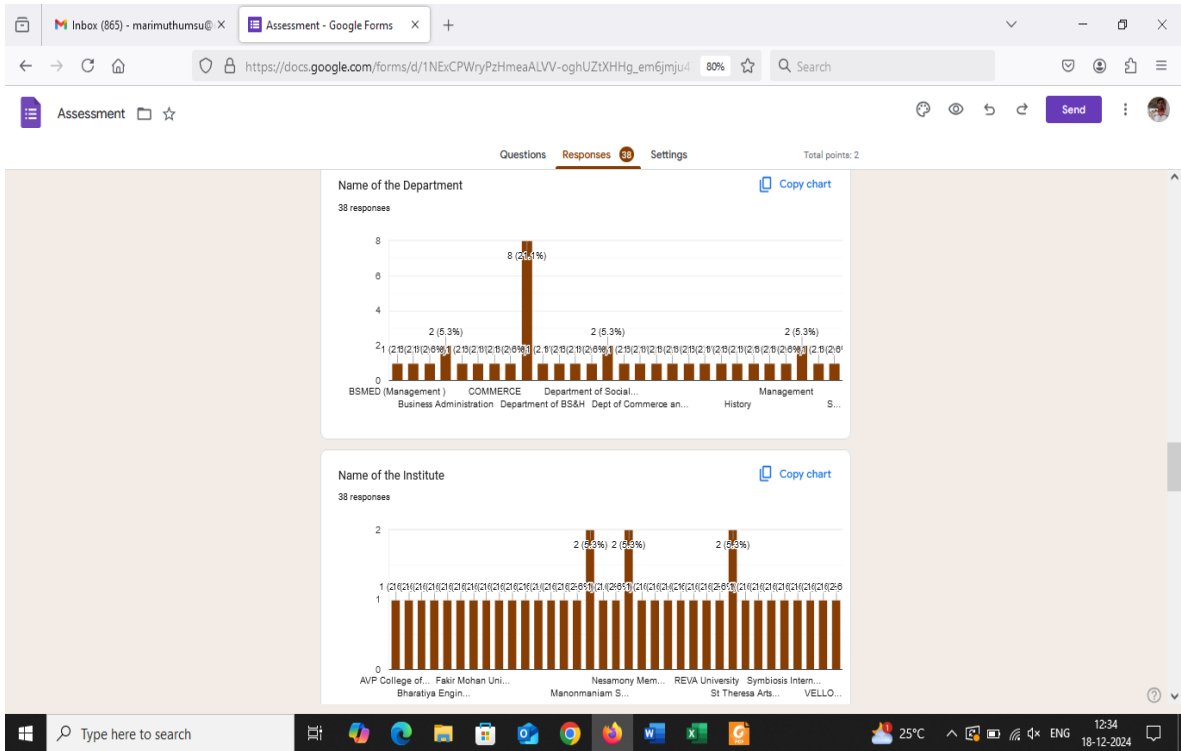 Inbox (865) - marimuthumsu@ Assessment - Google Forms
https://docs.google.com/forms/d/1NExCPWryPzHmeaALVV-oghUZtXHHg_em6jmju4 80% Search
Assessment Send
Questions Responses 38 Settings Total points: 2
Name of the Department Copy chart
38 responses
8
8 (21.1%)
6
4
2 (5.3%) 2 (5.3%) 2 (5.3%)
2
0
BSMED (Management ) COMMERCE Department of Social... Management
Business Administration Department of BS&H Dept of Commerce an... History S...
Name of the Institute Copy chart
38 responses
2
2 (5.3%) 2 (5.3%) 2 (5.3%)
1
0
AVP College of... Fakir Mohan Uni... Nesamony Mem... REVA University Symbiosis Intern...
Bharatiya Engin... Manonmaniam S... St Theresa Arts... VELLO...
Type here to search 25°C ENG 12:34
18-12-2024